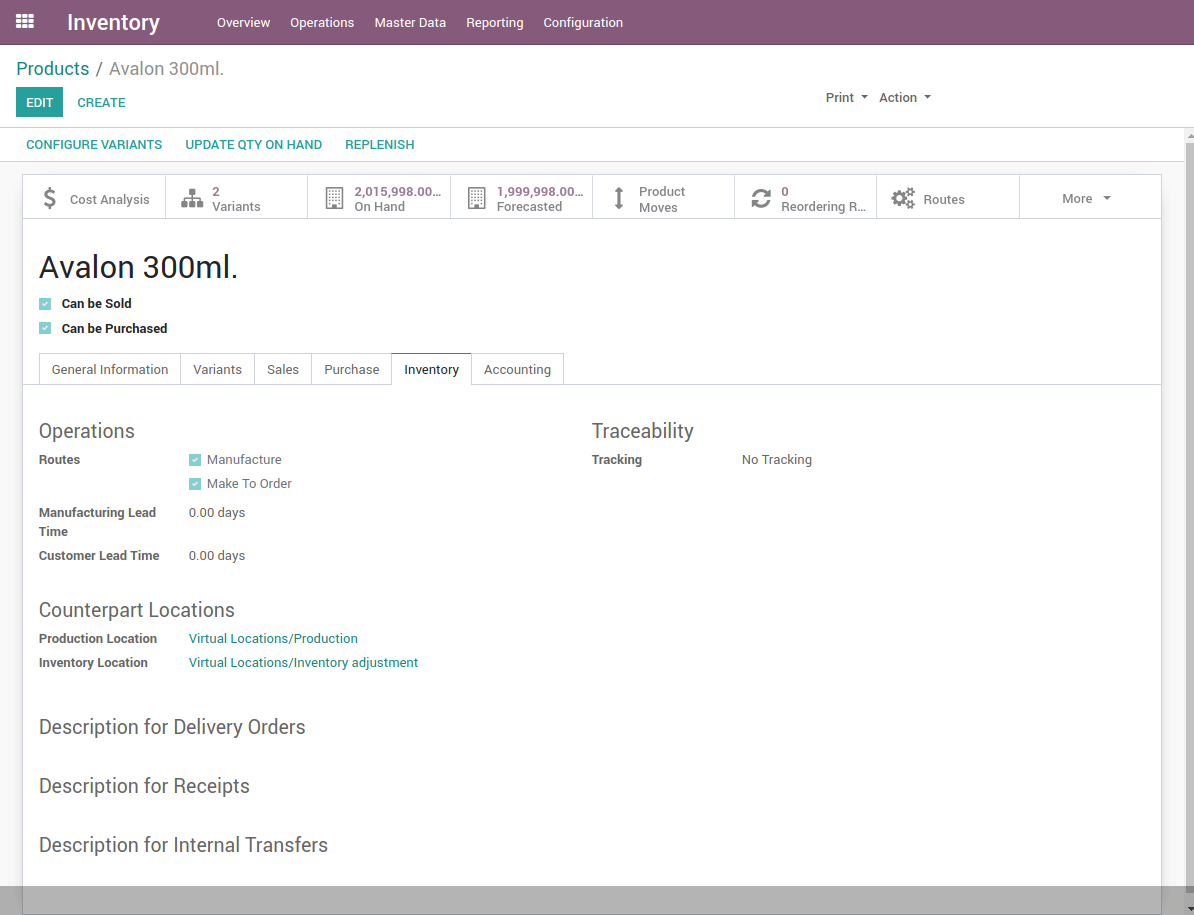 Inventory Overview Operations Master Data Reporting Configuration
Products / Avalon 300ml.
EDIT CREATE Print Action
CONFIGURE VARIANTS UPDATE QTY ON HAND REPLENISH
Cost Analysis
2
Variants
2,015,998.00...
On Hand
1,999,998.00...
Forecasted
Product
Moves
0
Reordering R...
Routes
More
Avalon 300ml.
Can be Sold
Can be Purchased
General Information Variants Sales Purchase Inventory Accounting
Operations
Routes Manufacture
Make To Order
Manufacturing Lead
Time
0.00 days
Customer Lead Time 0.00 days
Traceability
Tracking No Tracking
Counterpart Locations
Production Location Virtual Locations/Production
Inventory Location Virtual Locations/Inventory adjustment
Description for Delivery Orders
Description for Receipts
Description for Internal Transfers